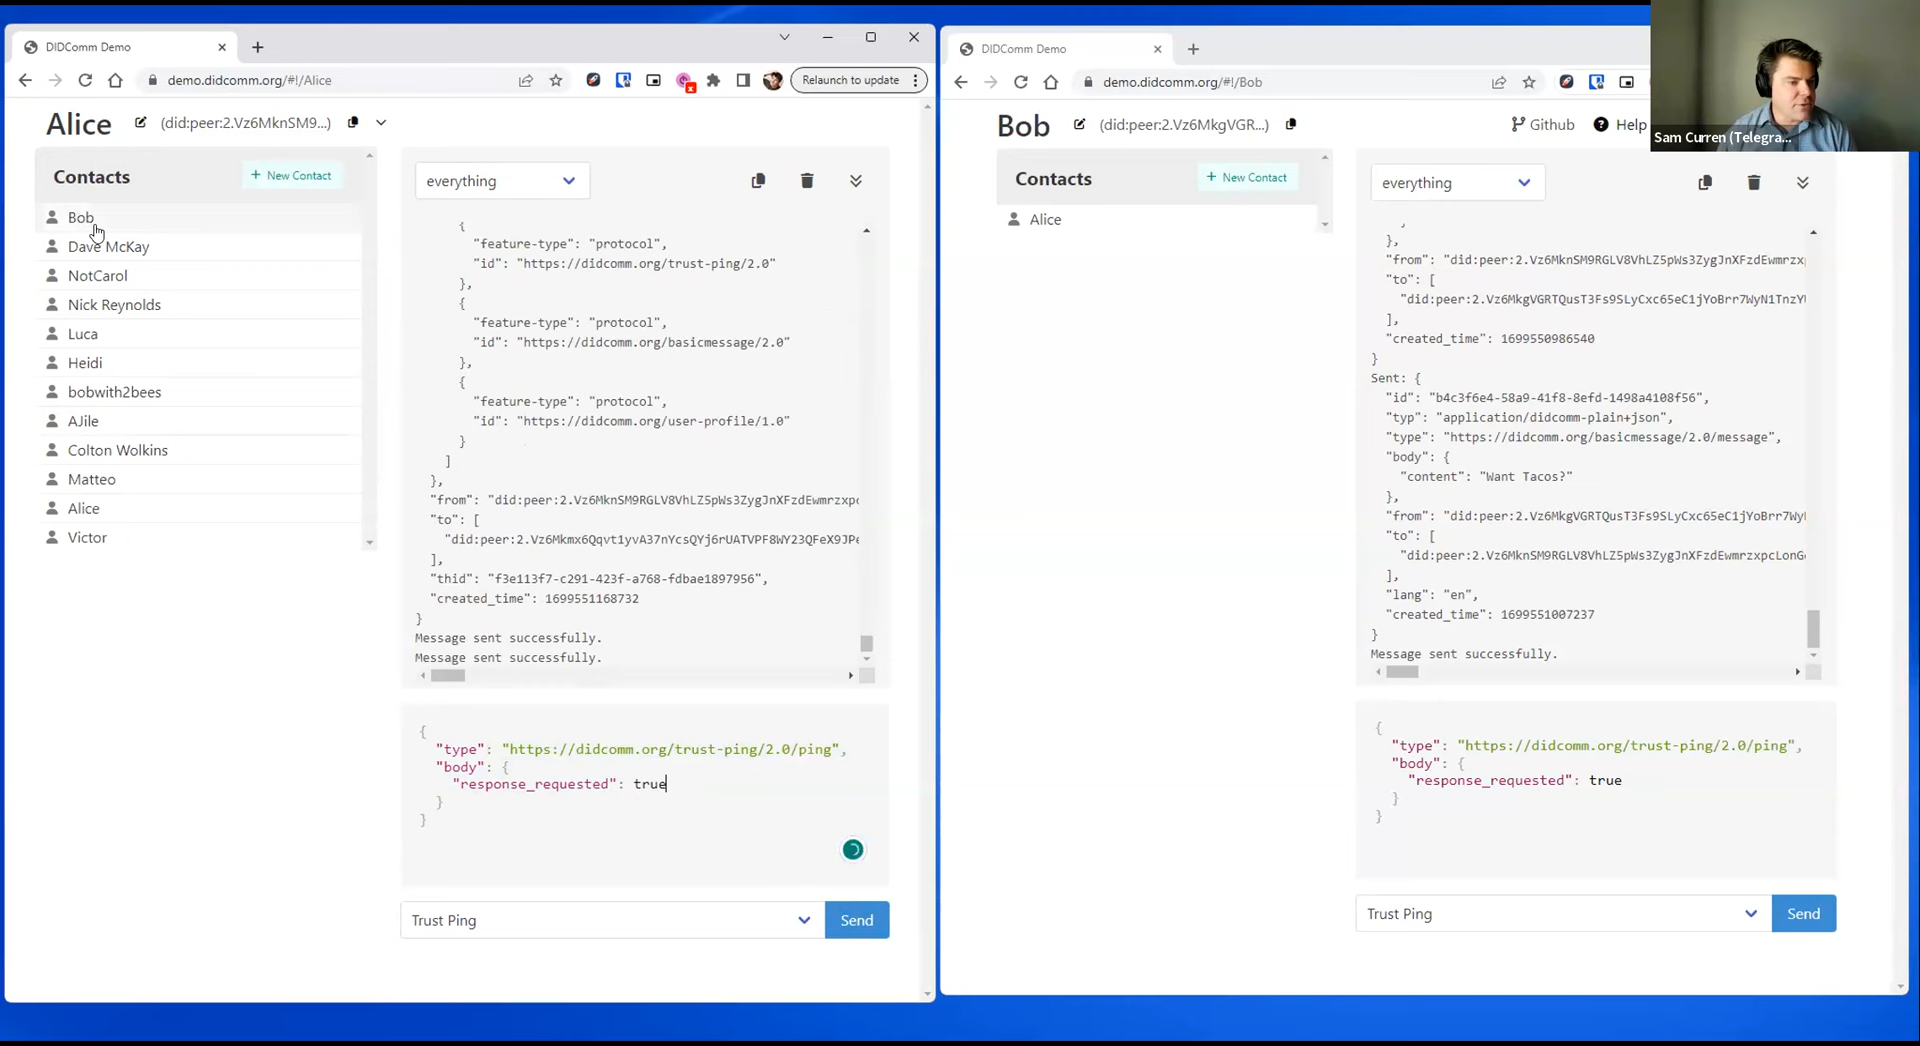 DIDComm Demo
demo.didcomm.org/#!/Alice
Relaunch to update
Alice
(did:peer:2.Vz6MknSM9...)
Contacts
+ New Contact
Bob
Dave McKay
NotCarol
Nick Reynolds
Luca
Heidi
bobwith2bees
AJile
Colton Wolkins
Matteo
Alice
Victor
everything
{
"feature-type": "protocol",
"id": "https://didcomm.org/trust-ping/2.0"
},
{
"feature-type": "protocol",
"id": "https://didcomm.org/basicmessage/2.0"
},
{
"feature-type": "protocol",
"id": "https://didcomm.org/user-profile/1.0"
}
]
},
"from": "did:peer:2.Vz6MknSM9RGLV8VhLZ5pWs3ZygJnXFzdEwmrzxpc
"to": [
"did:peer:2.Vz6Mkmx6Qqvt1yvA37nYcsQYj6rUATVPF8WY23QFeX9JPe
],
"thid": "f3e113f7-c291-423f-a768-fdbae1897956",
"created_time": 1699551168732
}
Message sent successfully.
Message sent successfully.
{
"type": "https://didcomm.org/trust-ping/2.0/ping",
"body": {
"response_requested": true
}
}
Trust Ping
Send
DIDComm Demo
demo.didcomm.org/#!/Bob
Bob
(did:peer:2.Vz6MkgVGR...)
Github
Help
Contacts
+ New Contact
Alice
everything
},
"from": "did:peer:2.Vz6MknSM9RGLV8VhLZ5pWs3ZygJnXFzdEwmrzxp
"to": [
"did:peer:2.Vz6MkgVGRTQusT3Fs9SLyCxc65eC1jYoBrr7WyN1TnzYU
],
"created_time": 1699550986540
}
Sent: {
"id": "b4c3f6e4-58a9-41f8-8efd-1498a4108f56",
"typ": "application/didcomm-plain+json",
"type": "https://didcomm.org/basicmessage/2.0/message",
"body": {
"content": "Want Tacos?"
},
"from": "did:peer:2.Vz6MkgVGRTQusT3Fs9SLyCxc65eC1jYoBrr7WyN
"to": [
"did:peer:2.Vz6MknSM9RGLV8VhLZ5pWs3ZygJnXFzdEwmrzxpcLonGe
],
"lang": "en",
"created_time": 1699551007237
}
Message sent successfully.
{
"type": "https://didcomm.org/trust-ping/2.0/ping",
"body": {
"response_requested": true
}
}
Trust Ping
Send
Sam Curren (Telegra...